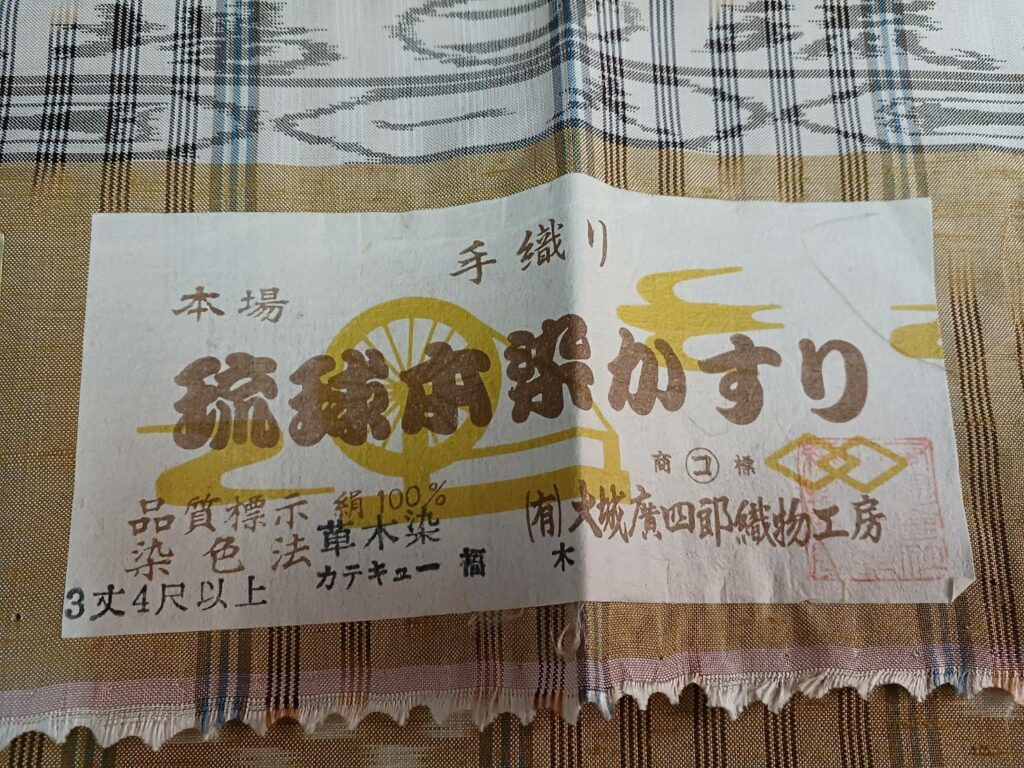 手織り
本場
琉球本染かすり
商コ標
品質標示 絹100%
(有)大城廣四郎織物工房
染色法 草木染
カテキュー 福木
3丈4尺以上